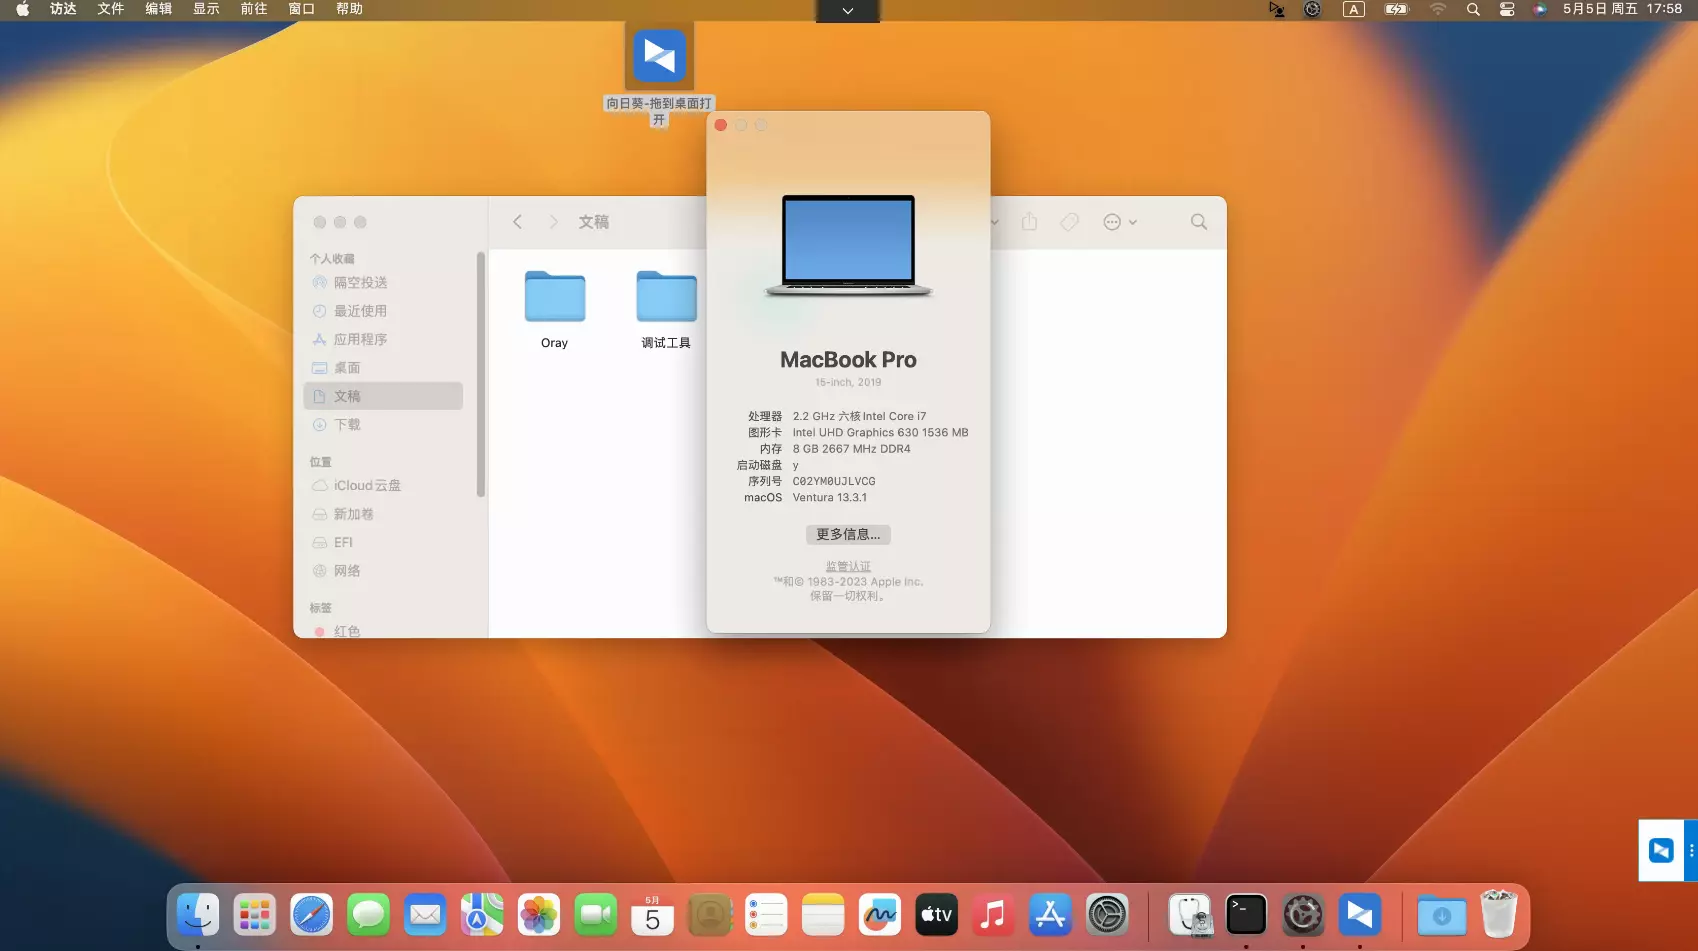 访达 文件 编辑 显示 前往 窗口 帮助
A
5月5日 周五 17:58
向日葵-拖到桌面打
开
文稿
个人收藏
隔空投送
最近使用
应用程序
桌面
文稿
下载
位置
iCloud云盘
新加卷
EFI
网络
标签
红色
Oray
调试工具
MacBook Pro
15-inch, 2019
处理器 2.2 GHz 六核Intel Core i7
图形卡 Intel UHD Graphics 630 1536 MB
内存 8 GB 2667 MHz DDR4
启动磁盘 y
序列号 C02YM0UJLVCG
macOS Ventura 13.3.1
更多信息...
监管认证
™和© 1983-2023 Apple Inc.
保留一切权利。
5月
5
tv
>_